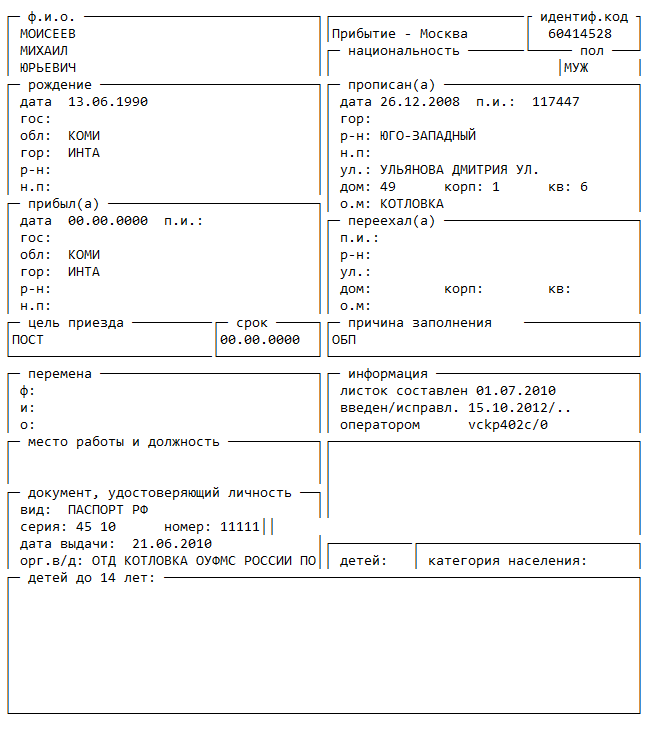 ф.и.о. идентиф.код
МОИСЕЕВ Прибытие - Москва 60414528
МИХАИЛ национальность пол
ЮРЬЕВИЧ МУЖ
рождение прописан(а)
дата 13.06.1990 дата 26.12.2008 п.и.: 117447
гос: гор:
обл: КОМИ р-н: ЮГО-ЗАПАДНЫЙ
гор: ИНТА н.п:
р-н: ул.: УЛЬЯНОВА ДМИТРИЯ УЛ.
н.п: дом: 49 корп: 1 кв: 6
прибыл(а) о.м: КОТЛОВКА
дата 00.00.0000 п.и.: переехал(а)
гос: п.и.:
обл: КОМИ р-н:
гор: ИНТА ул.:
р-н: дом: корп: кв:
н.п: о.м:
цель приезда срок причина заполнения
ПОСТ 00.00.0000 ОБП
перемена информация
ф: листок составлен 01.07.2010
и: введен/исправл. 15.10.2012/..
о: оператором vckp402c/0
место работы и должность
документ, удостоверяющий личность
вид: ПАСПОРТ РФ
серия: 45 10 номер: 11111
дата выдачи: 21.06.2010
орг.в/д: ОТД КОТЛОВКА ОУФМС РОССИИ ПО детей: категория населения:
детей до 14 лет: